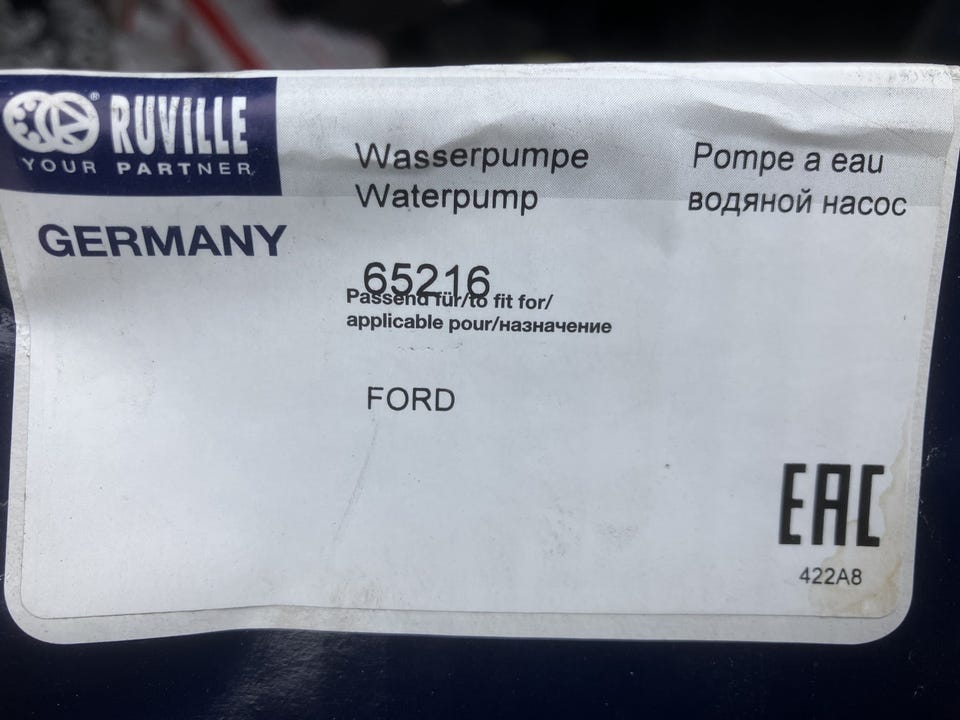 RUVILLE®
YOUR PARTNER
GERMANY
Wasserpumpe
Waterpump
Pompe a eau
водяной насос
65216
Passend für/to fit for/
applicable pour/назначение
FORD
EAC
422A8